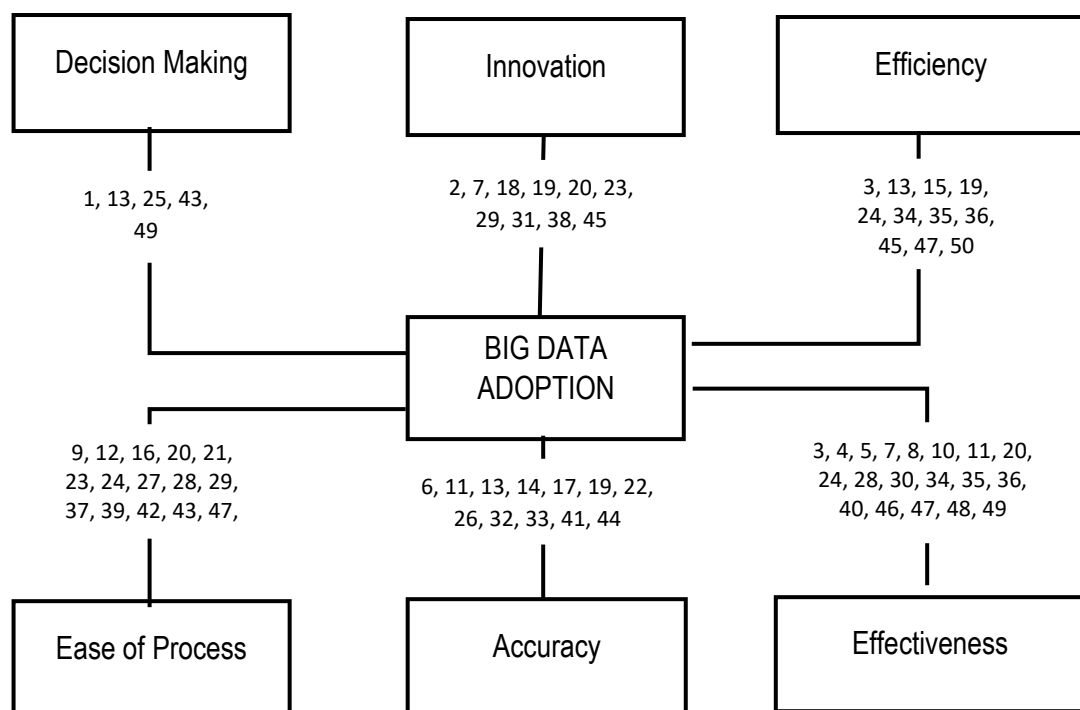 Decision Making
Innovation
Efficiency
1, 13, 25, 43,
49
2, 7, 18, 19, 20, 23,
29, 31, 38, 45
3, 13, 15, 19,
24, 34, 35, 36,
45, 47, 50
BIG DATA
ADOPTION
9, 12, 16, 20, 21,
23, 24, 27, 28, 29,
37, 39, 42, 43, 47,
6, 11, 13, 14, 17, 19, 22,
26, 32, 33, 41, 44
3, 4, 5, 7, 8, 10, 11, 20,
24, 28, 30, 34, 35, 36,
40, 46, 47, 48, 49
Ease of Process
Accuracy
Effectiveness